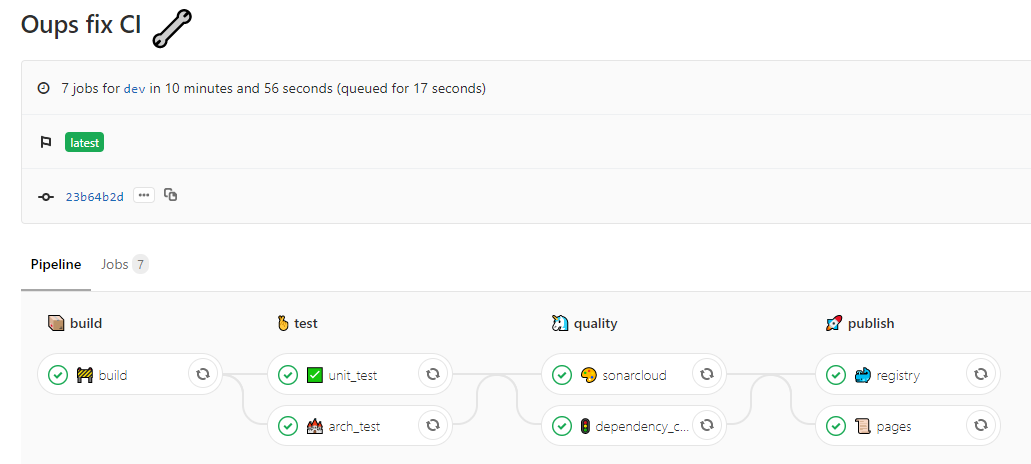 Oups fix CI
7 jobs for dev in 10 minutes and 56 seconds (queued for 17 seconds)
latest
23b64b2d
Pipeline Jobs 7
build test quality publish
build unit_test sonarcloud registry
arch_test dependency_c... pages